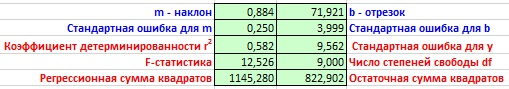 m - наклон 0,884 71,921 b - отрезок
Стандартная ошибка для m 0,250 3,999 Стандартная ошибка для b
Коэффициент детерминированности r² 0,582 9,562 Стандартная ошибка для y
F-статистика 12,526 9,000 Число степеней свободы df
Регрессионная сумма квадратов 1145,280 822,902 Остаточная сумма квадратов